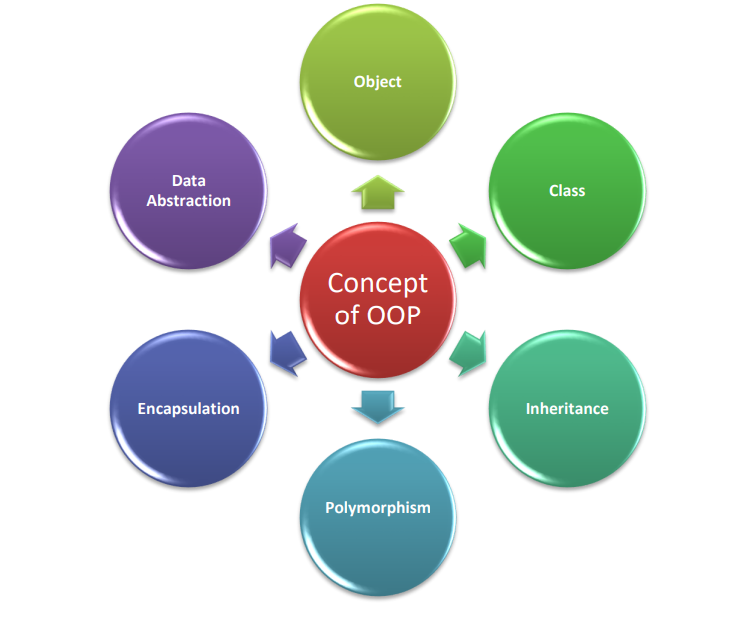 Object
Data
Abstraction
Class
Concept
of OOP
Encapsulation
Inheritance
Polymorphism